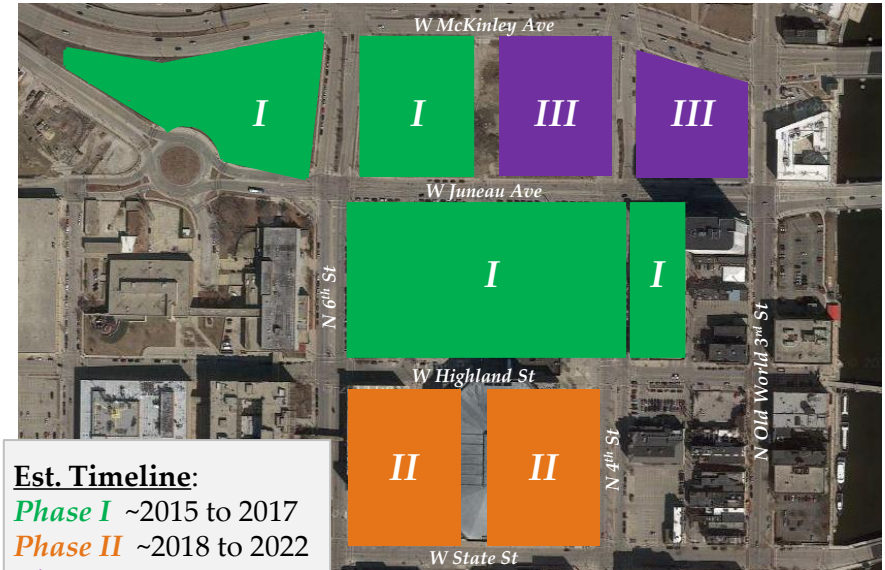 W McKinley Ave
I
I
III
III
W Juneau Ave
I
I
N 6th St
N Old World 3rd St
W Highland St
II
II
N 4th St
Est. Timeline:
Phase I ~2015 to 2017
Phase II ~2018 to 2022
W State St